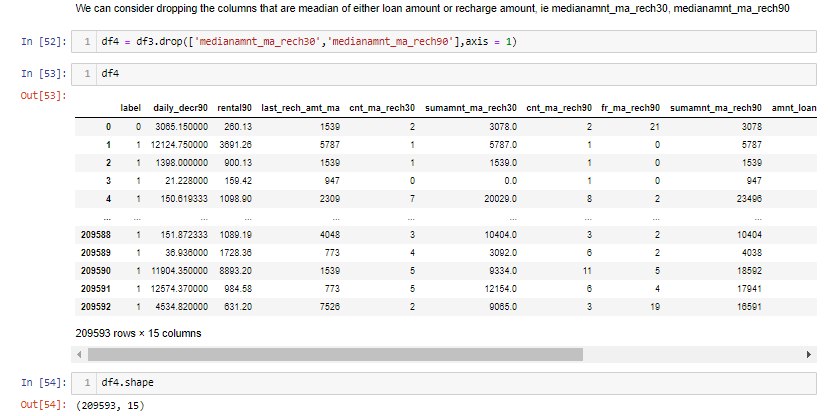 We can consider dropping the columns that are meadian of either loan amount or recharge amount, ie medianamnt_ma_rech30, medianamnt_ma_rech90
In [52]: 1 df4 = df3.drop(['medianamnt_ma_rech30','medianamnt_ma_rech90'],axis = 1)
In [53]: 1 df4
Out[53]:
label daily_decr90 rental90 last_rech_amt_ma cnt_ma_rech30 sumamnt_ma_rech30 cnt_ma_rech90 fr_ma_rech90 sumamnt_ma_rech90 amnt_loan
0 0 3065.150000 260.13 1539 2 3078.0 2 21 3078
1 1 12124.750000 3691.26 5787 1 5787.0 1 0 5787
2 1 1398.000000 900.13 1539 1 1539.0 1 0 1539
3 1 21.228000 159.42 947 0 0.0 1 0 947
4 1 150.619333 1098.90 2309 7 20029.0 8 2 23496
... ... ... ... ... ... ... ... ... ...
209588 1 151.872333 1089.19 4048 3 10404.0 3 2 10404
209589 1 36.936000 1728.36 773 4 3092.0 6 2 4038
209590 1 11904.350000 8893.20 1539 5 9334.0 11 5 18592
209591 1 12574.370000 984.58 773 5 12154.0 6 4 17941
209592 1 4534.820000 631.20 7526 2 9065.0 3 19 16591
209593 rows × 15 columns
In [54]: 1 df4.shape
Out[54]: (209593, 15)